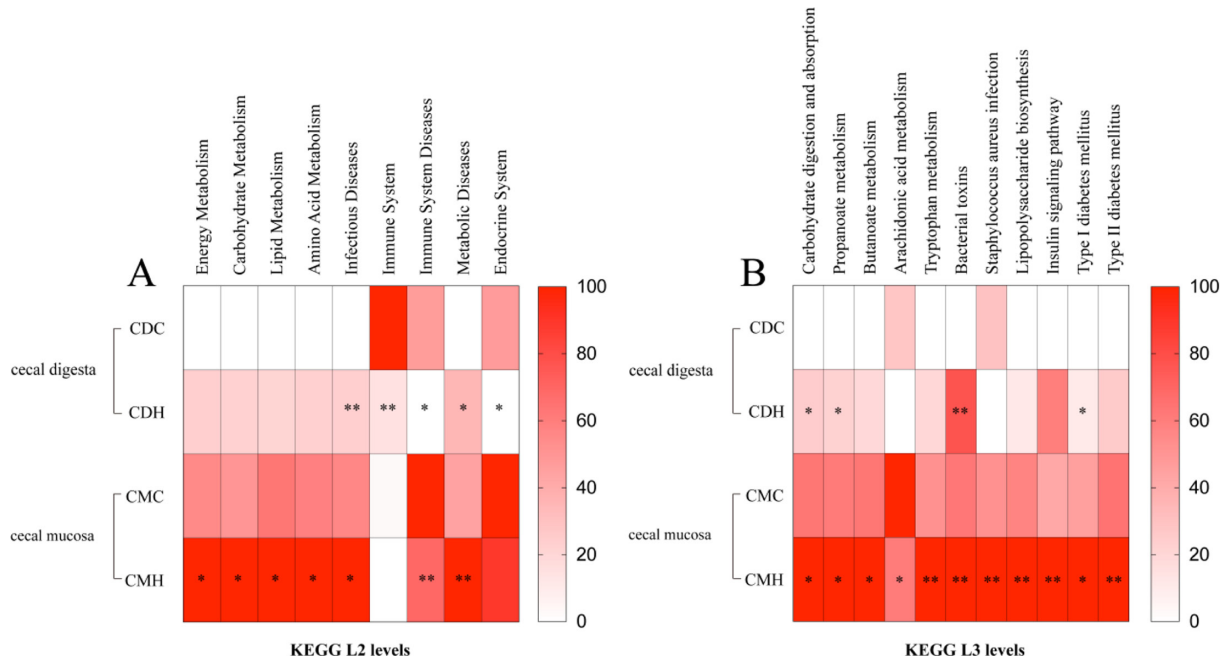 Energy Metabolism
Carbohydrate Metabolism
Lipid Metabolism
Amino Acid Metabolism
Infectious Diseases
Immune System
Immune System Diseases
Metabolic Diseases
Endocrine System
A
100
80
60
40
20
0
cecal digesta
CDC
CDH
** ** * * *
cecal mucosa
CMC
CMH
* * * * * ** **
KEGG L2 levels
Carbohydrate digestion and absorption
Propanoate metabolism
Butanoate metabolism
Arachidonic acid metabolism
Tryptophan metabolism
Bacterial toxins
Staphylococcus aureus infection
Lipopolysaccharide biosynthesis
Insulin signaling pathway
Type I diabetes mellitus
Type II diabetes mellitus
B
100
80
60
40
20
0
cecal digesta
CDC
CDH
* * ** *
cecal mucosa
CMC
CMH
* * * * ** ** ** ** ** * **
KEGG L3 levels